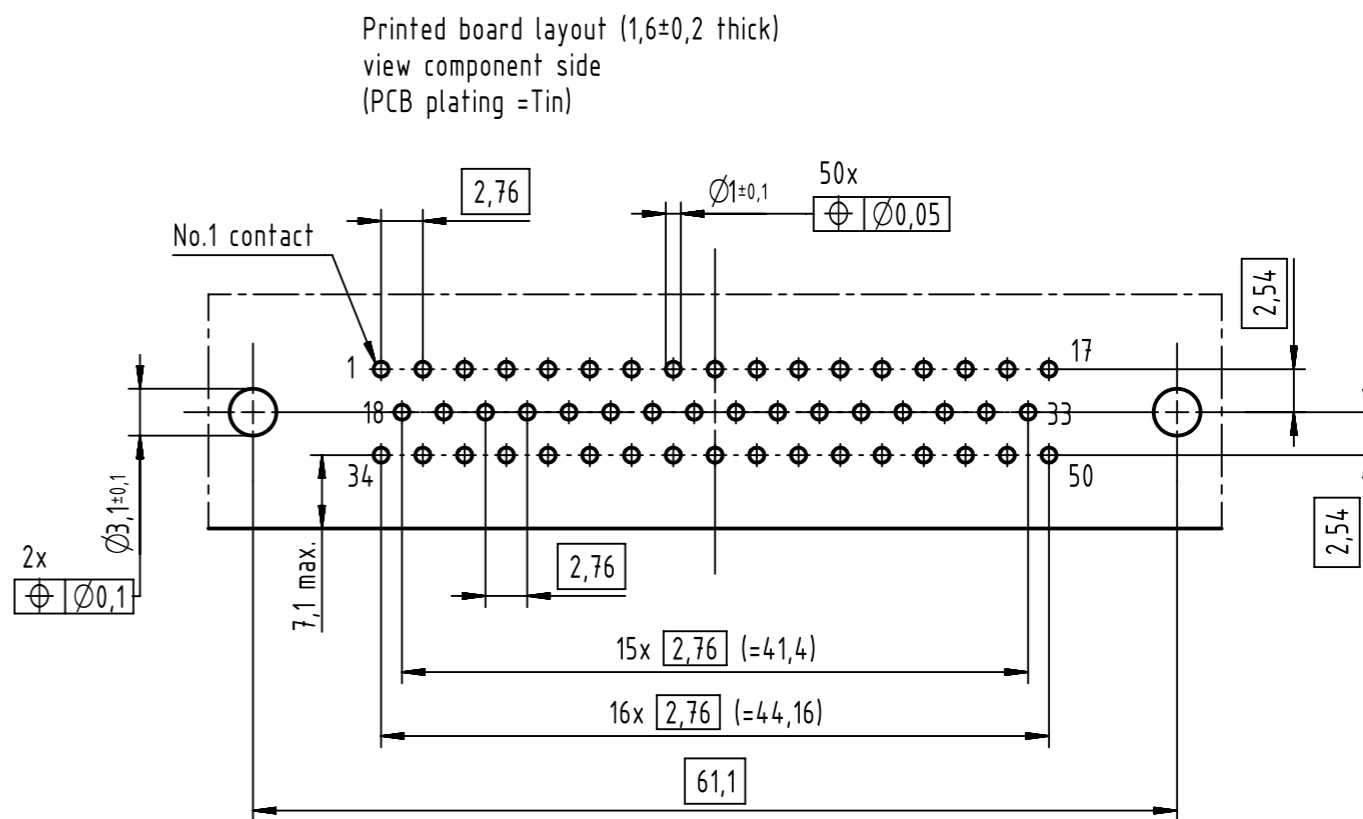 Printed board layout (1,6±0,2 thick)
view component side
(PCB plating =Tin)
2,76
Ø1±0,1
50x
⌖ Ø0,05
No.1 contact
2,54
1
17
18
33
34
50
Ø3,1±0,1
2x
⌖ Ø0,1
7,1 max.
2,76
2,54
15x 2,76 (=41,4)
16x 2,76 (=44,16)
61,1